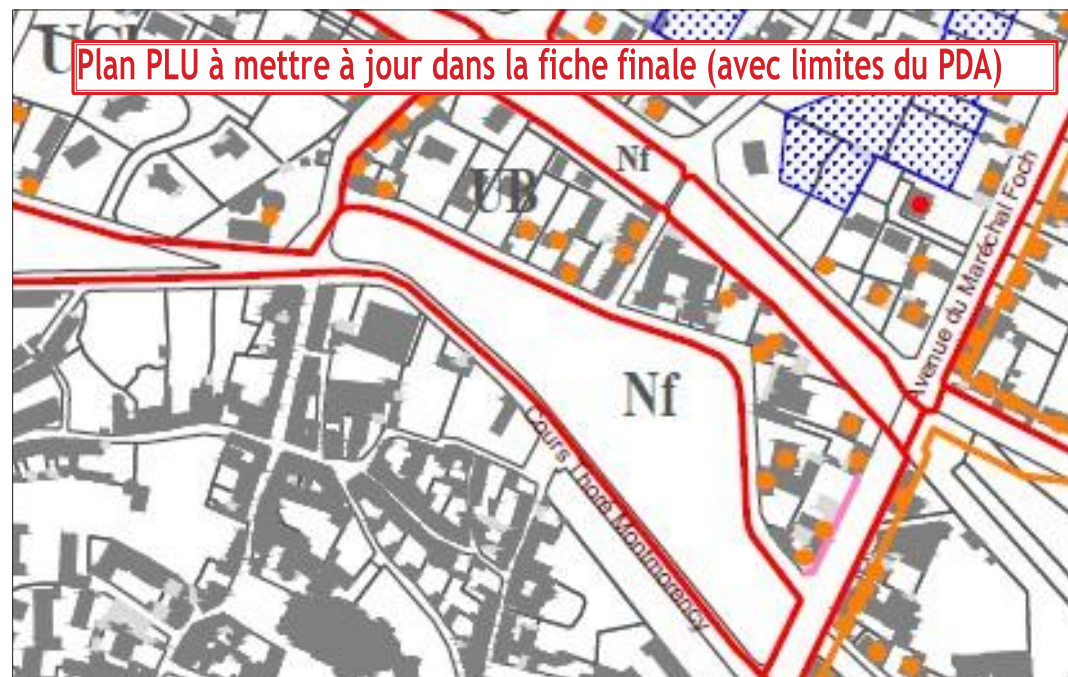 Plan PLU à mettre à jour dans la fiche finale (avec limites du PDA)
Nf
UB
Avenue du Maréchal Foch
Nf
Cours Thore Montmorency